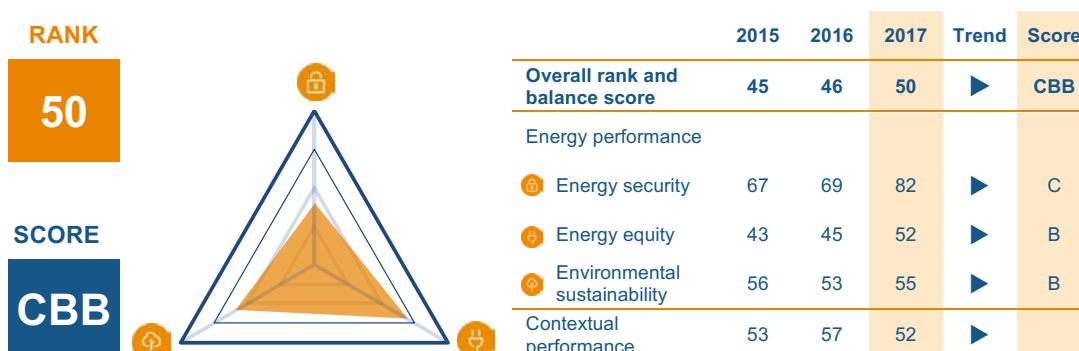 RANK
50
SCORE
CBB
2015 2016 2017 Trend Score
Overall rank and
balance score 45 46 50 CBB
Energy performance
Energy security 67 69 82 C
Energy equity 43 45 52 B
Environmental
sustainability 56 53 55 B
Contextual
performance 53 57 52